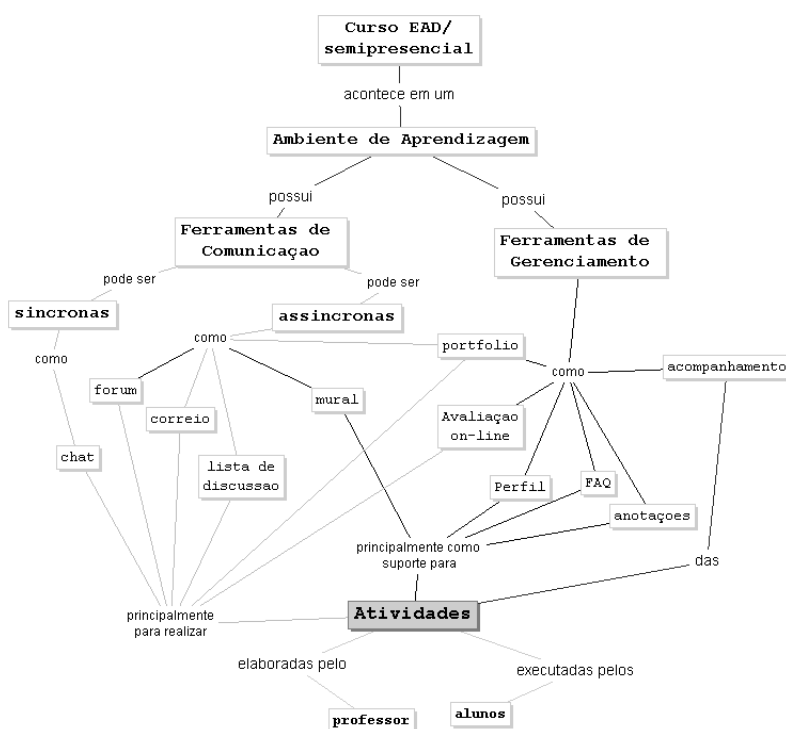 Curso EAD/
semipresencial
acontece em um
Ambiente de Aprendizagem
possui
possui
Ferramentas de
Comunicaçao
Ferramentas de
Gerenciamento
pode ser
pode ser
sincronas
assincronas
como
como
portfolio
como
acompanhamento
forum
correio
mural
Avaliaçao
on-line
chat
lista de
discussao
Perfil
FAQ
anotaçoes
principalmente como
suporte para
das
principalmente
para realizar
Atividades
elaboradas pelo
executadas pelos
professor
alunos